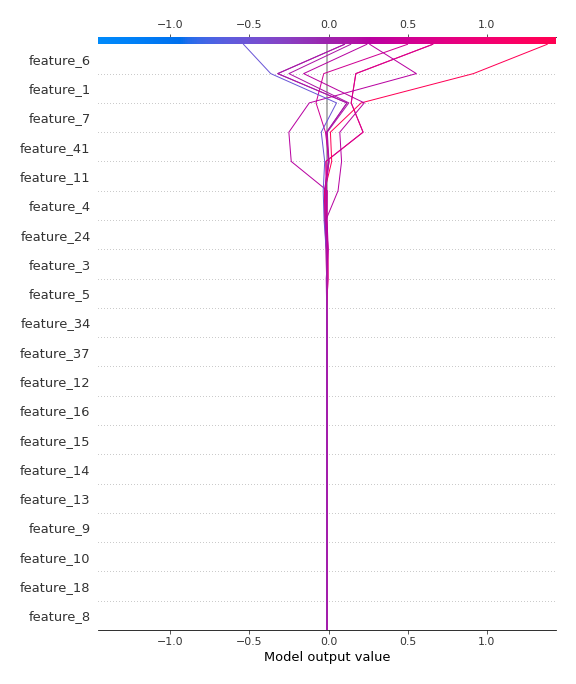 −1.0 −0.5 0.0 0.5 1.0
feature_6
feature_1
feature_7
feature_41
feature_11
feature_4
feature_24
feature_3
feature_5
feature_34
feature_37
feature_12
feature_16
feature_15
feature_14
feature_13
feature_9
feature_10
feature_18
feature_8
−1.0 −0.5 0.0 0.5 1.0
Model output value